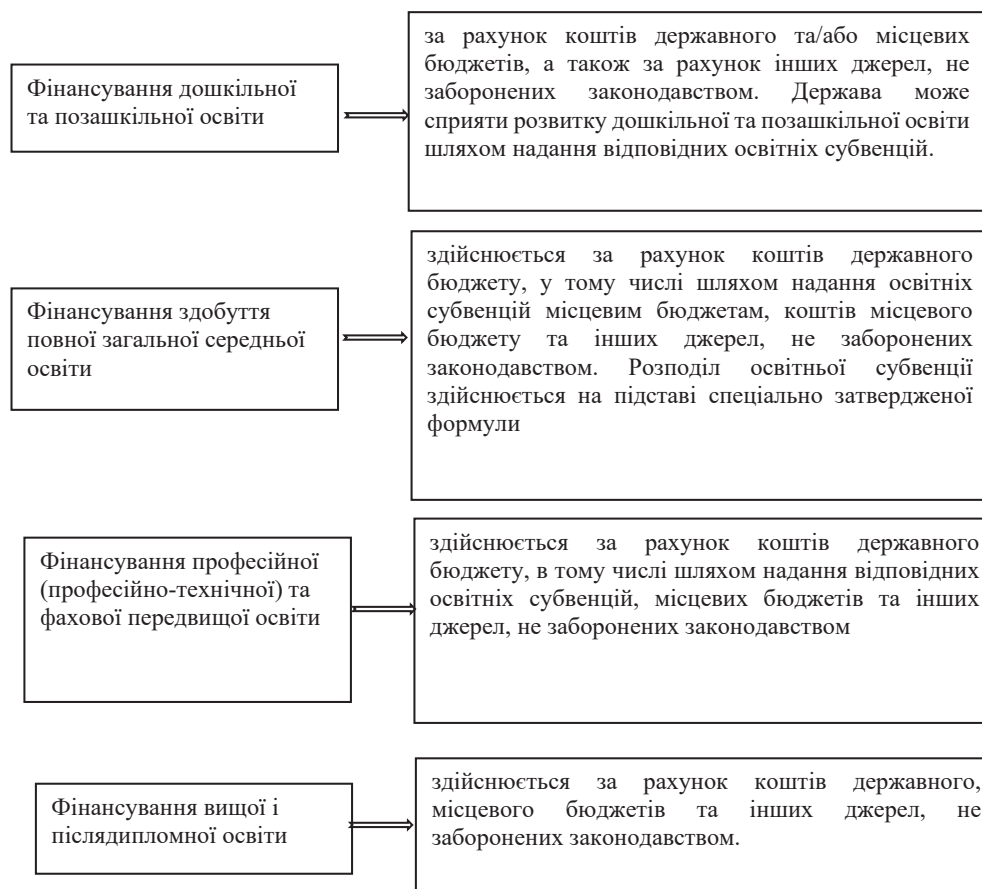 Фінансування дошкільної
та позашкільної освіти
за рахунок коштів державного та/або місцевих
бюджетів, а також за рахунок інших джерел, не
заборонених законодавством. Держава може
сприяти розвитку дошкільної та позашкільної освіти
шляхом надання відповідних освітніх субвенцій.
Фінансування здобуття
повної загальної середньої
освіти
здійснюється за рахунок коштів державного
бюджету, у тому числі шляхом надання освітніх
субвенцій місцевим бюджетам, коштів місцевого
бюджету та інших джерел, не заборонених
законодавством. Розподіл освітньої субвенції
здійснюється на підставі спеціально затвердженої
формули
Фінансування професійної
(професійно-технічної) та
фахової передвищої освіти
здійснюється за рахунок коштів державного
бюджету, в тому числі шляхом надання відповідних
освітніх субвенцій, місцевих бюджетів та інших
джерел, не заборонених законодавством
Фінансування вищої і
післядипломної освіти
здійснюється за рахунок коштів державного,
місцевого бюджетів та інших джерел, не
заборонених законодавством.